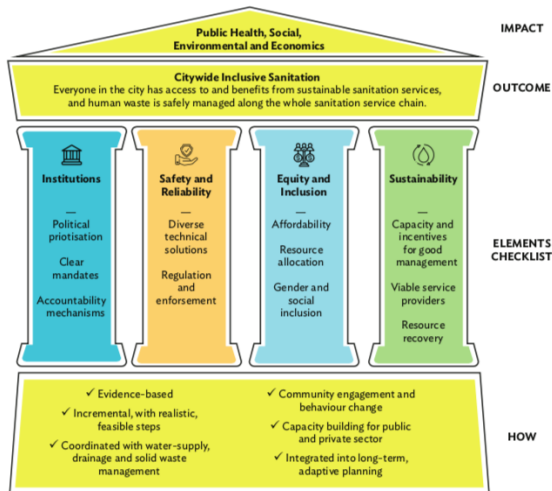 Public Health, Social,
Environmental and Economics
IMPACT
Citywide Inclusive Sanitation
Everyone in the city has access to and benefits from sustainable sanitation services,
and human waste is safely managed along the whole sanitation service chain.
OUTCOME
Institutions
—
Political
priotisation
Clear
mandates
Accountability
mechanisms
Safety and
Reliability
—
Diverse
technical
solutions
Regulation
and
enforsement
Equity and
Inclusion
—
Affordability
Resource
allocation
Gender and
social
inclusion
Sustainability
—
Capacity and
incentives
for good
management
Viable service
providers
Resource
recovery
ELEMENTS
CHECKLIST
✓ Evidence-based
✓ Incremental, with realistic,
feasible steps
✓ Coordinated with water-supply,
drainage and solid waste
management
✓ Community engagement and
behaviour change
✓ Capacity building for public
and private sector
✓ Integrated into long-term,
adaptive planning
HOW